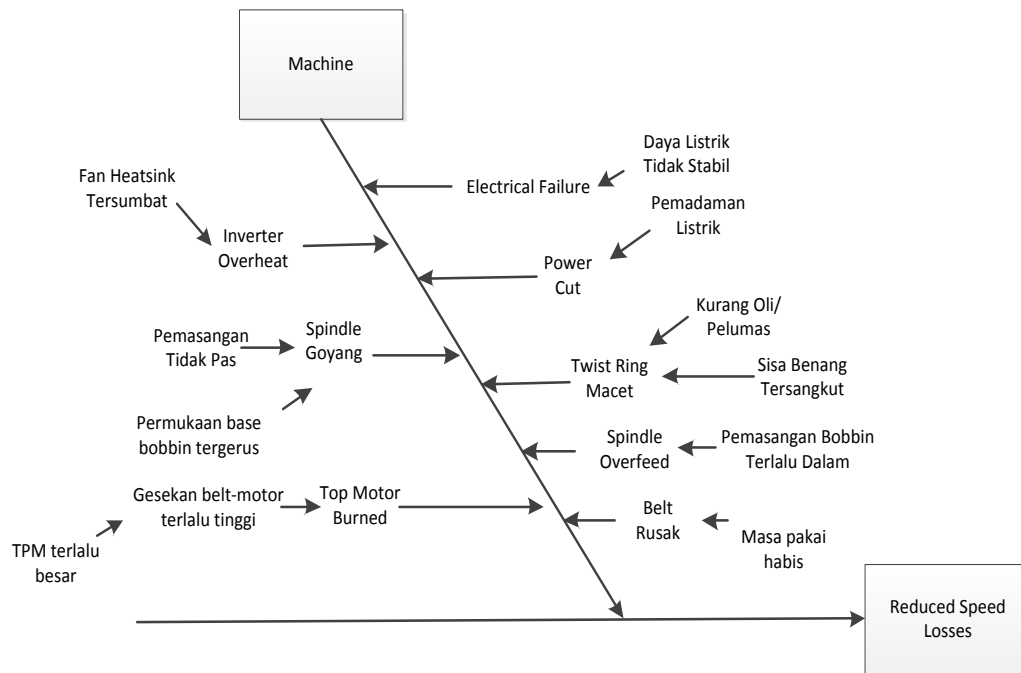 Machine
Daya Listrik
Tidak Stabil
Fan Heatsink
Tersumbat
Electrical Failure
Pemadaman
Listrik
Inverter
Overheat
Power
Cut
Kurang Oli/
Pelumas
Pemasangan
Tidak Pas
Spindle
Goyang
Twist Ring
Macet
Sisa Benang
Tersangkut
Permukaan base
bobbin tergerus
Spindle
Overfeed
Pemasangan Bobbin
Terlalu Dalam
Gesekan belt-motor
terlalu tinggi
Top Motor
Burned
Belt
Rusak
Masa pakai
habis
TPM terlalu
besar
Reduced Speed
Losses